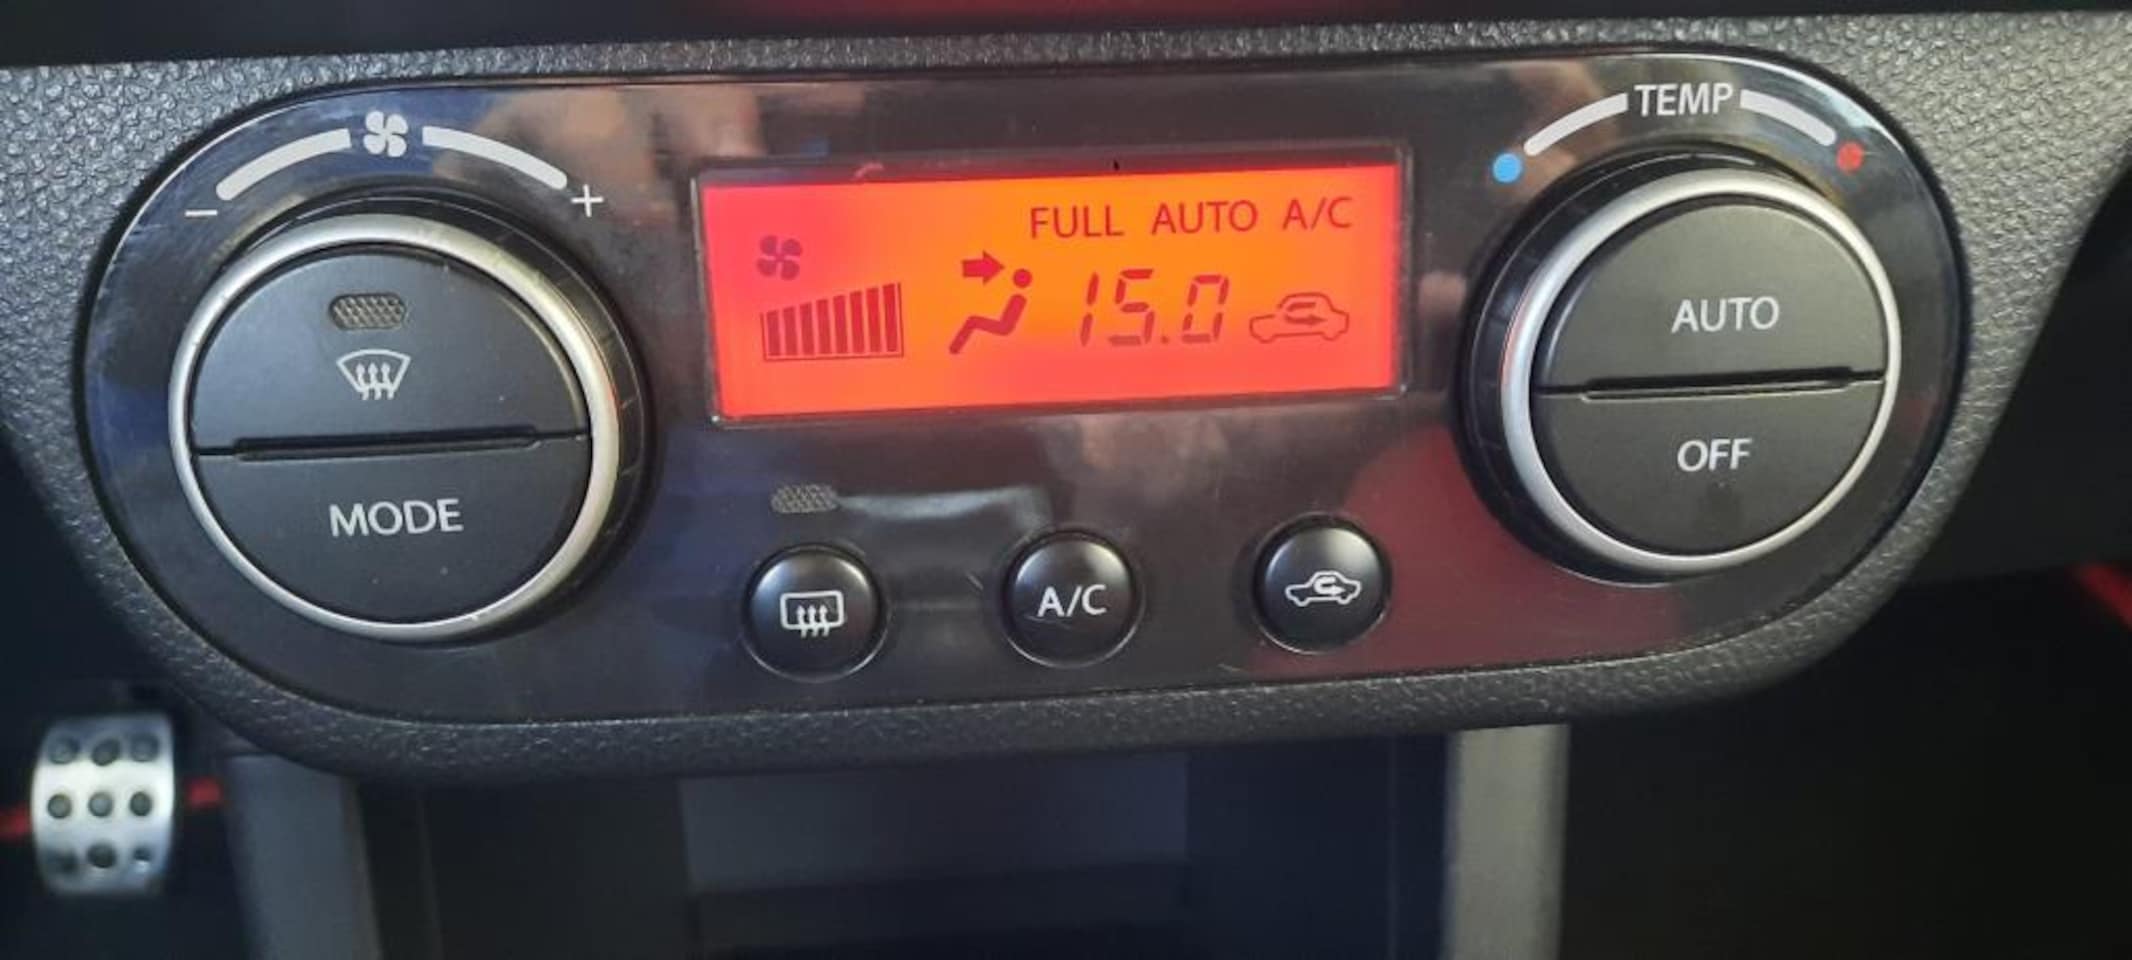 TEMP
− +
FULL AUTO A/C
15.0
AUTO
OFF
MODE
A/C